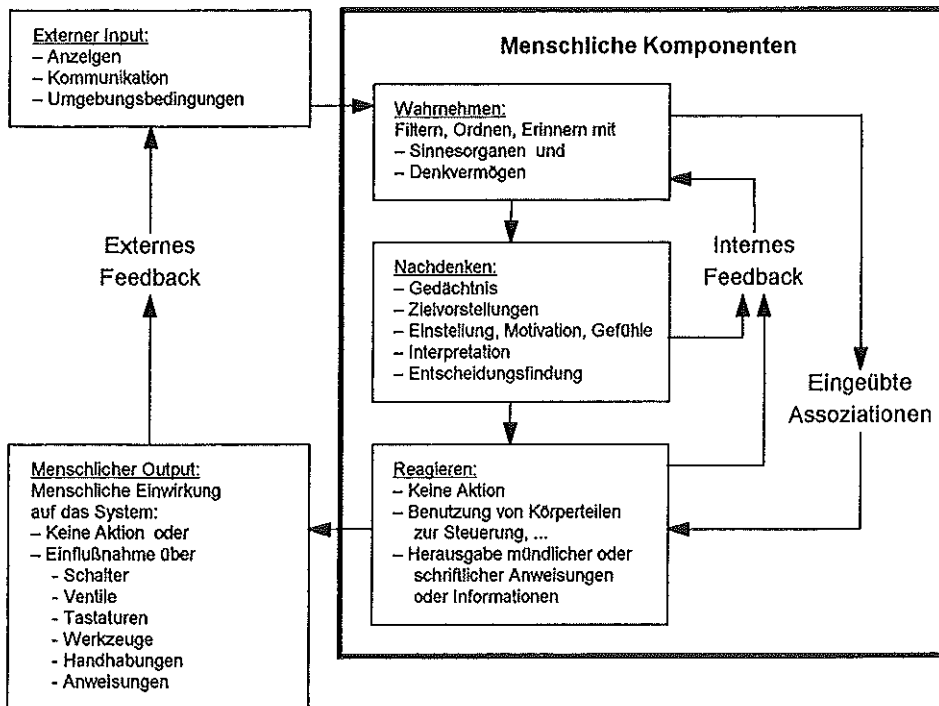 Externer Input:
– Anzeigen
– Kommunikation
– Umgebungsbedingungen
Menschliche Komponenten
Wahrnehmen:
Filtern, Ordnen, Erinnern mit
– Sinnesorganen und
– Denkvermögen
Externes
Feedback
Nachdenken:
– Gedächtnis
– Zielvorstellungen
– Einstellung, Motivation, Gefühle
– Interpretation
– Entscheidungsfindung
Internes
Feedback
Eingeübte
Assoziationen
Menschlicher Output:
Menschliche Einwirkung
auf das System:
– Keine Aktion oder
– Einflußnahme über
- Schalter
- Ventile
- Tastaturen
- Werkzeuge
- Handhabungen
- Anweisungen
Reagieren:
– Keine Aktion
– Benutzung von Körperteilen
zur Steuerung, ...
– Herausgabe mündlicher oder
schriftlicher Anweisungen
oder Informationen